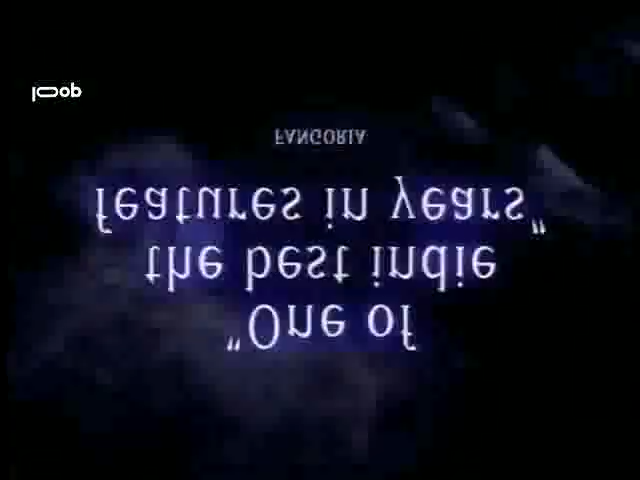 "One of
the best indie
features in years"
FANGORIA